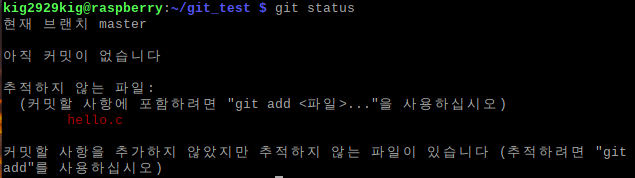 kig2929kig@raspberry:~/git_test $ git status
현재 브랜치 master
아직 커밋이 없습니다
추적하지 않는 파일:
(커밋할 사항에 포함하려면 "git add <파일>..."을 사용하십시오)
hello.c
커밋할 사항을 추가하지 않았지만 추적하지 않는 파일이 있습니다 (추적하려면 "git
add"를 사용하십시오)